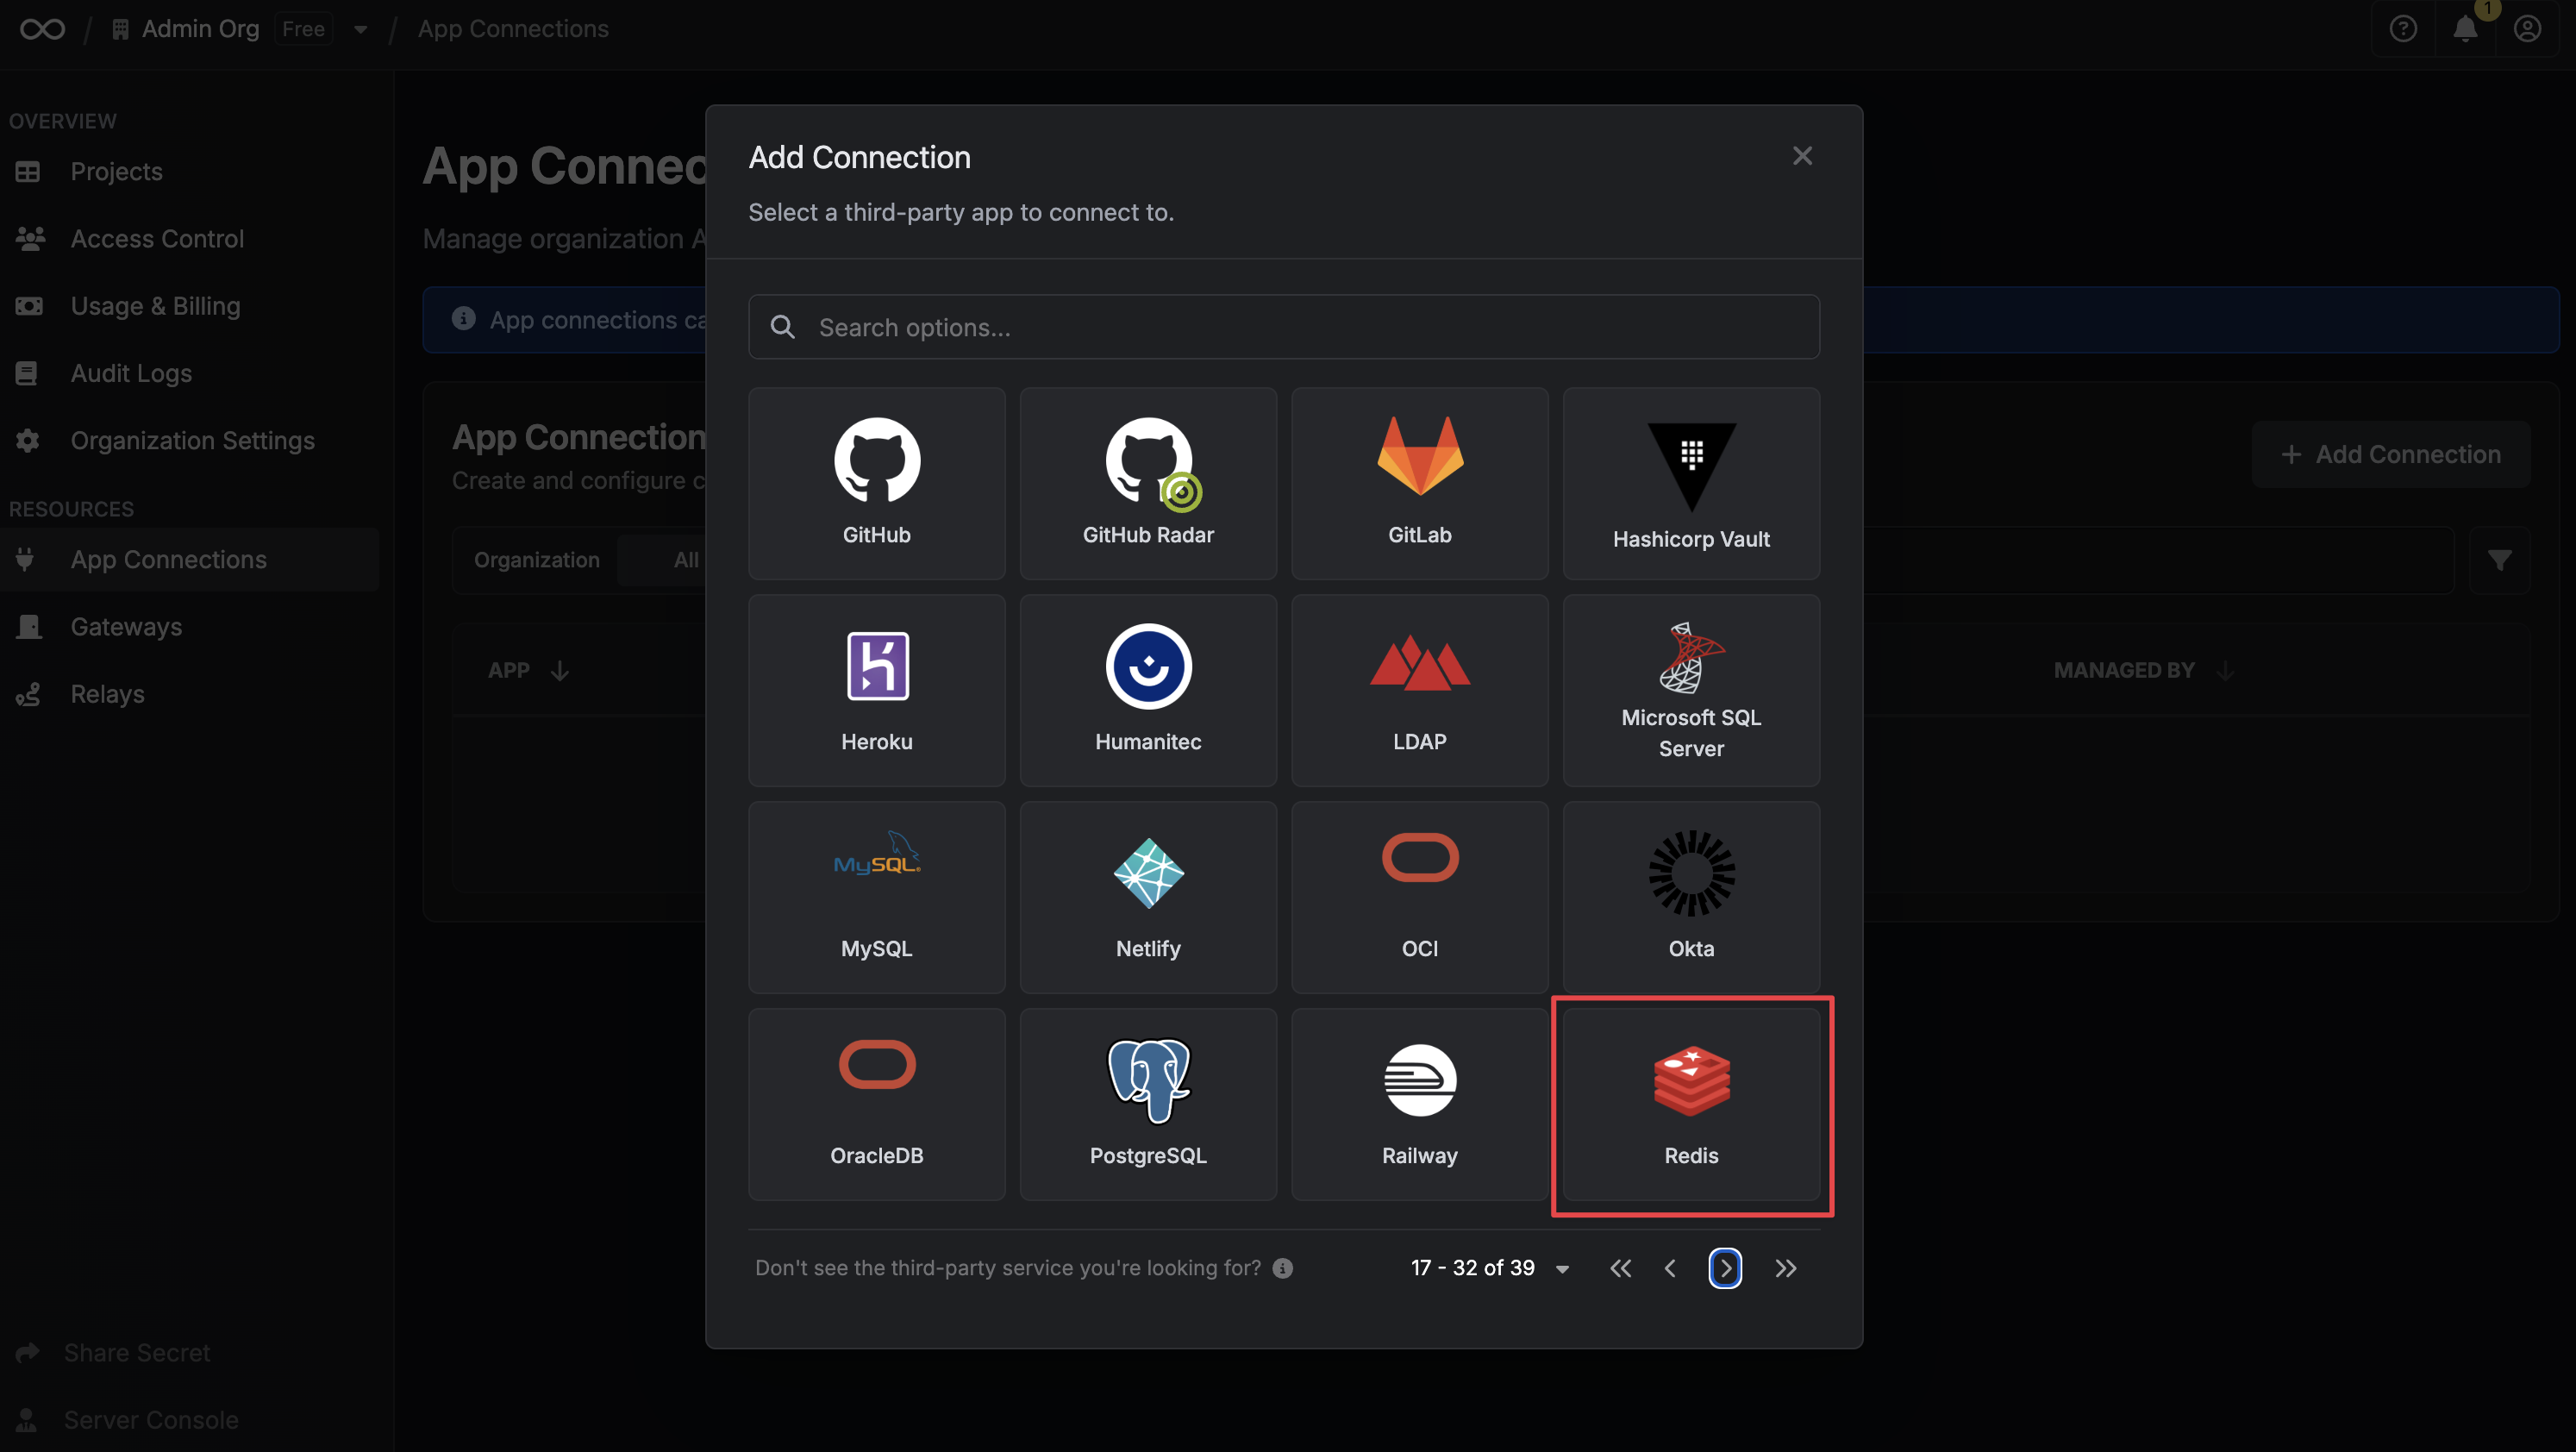 Admin Org
Free
App Connections
1
OVERVIEW
Projects
Access Control
Usage & Billing
Audit Logs
Organization Settings
RESOURCES
App Connections
Gateways
Relays
Share Secret
Server Console
App Connec
Manage organization A
App connections ca
App Connection
Create and configure c
Add Connection
Organization
All
APP
MANAGED BY
Add Connection
Select a third-party app to connect to.
Search options...
GitHub
GitHub Radar
GitLab
Hashicorp Vault
Heroku
Humanitec
LDAP
Microsoft SQL
Server
MySQL
MySQL
Netlify
OCI
Okta
OracleDB
PostgreSQL
Railway
Redis
Don't see the third-party service you're looking for?
17 - 32 of 39